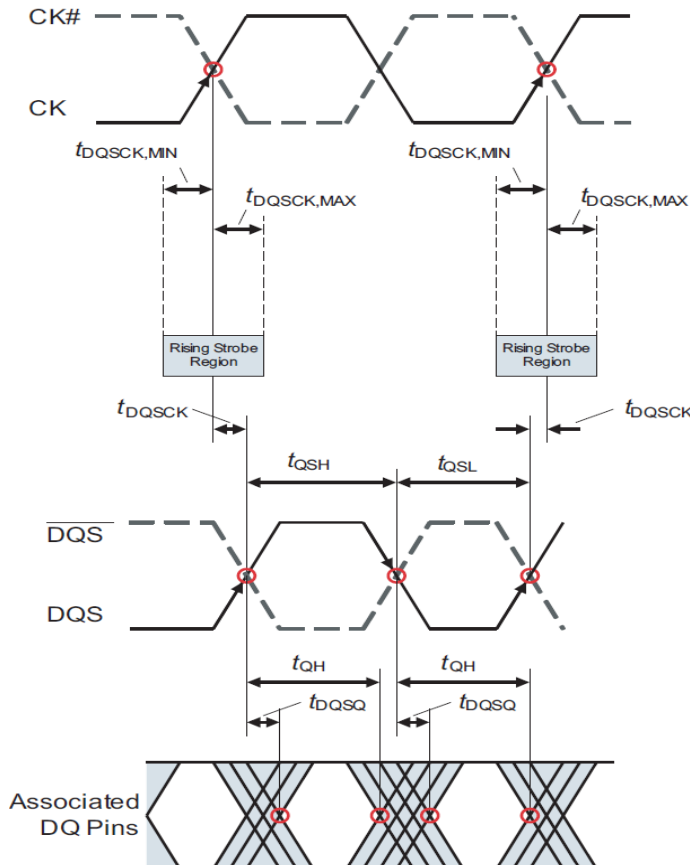 CK#
CK
tDQSCK,MIN
tDQSCK,MIN
tDQSCK,MAX
tDQSCK,MAX
Rising Strobe
Region
Rising Strobe
Region
tDQSCK
tDQSCK
tQSH
tQSL
DQS
DQS
tQH
tQH
tDQSQ
tDQSQ
Associated
DQ Pins